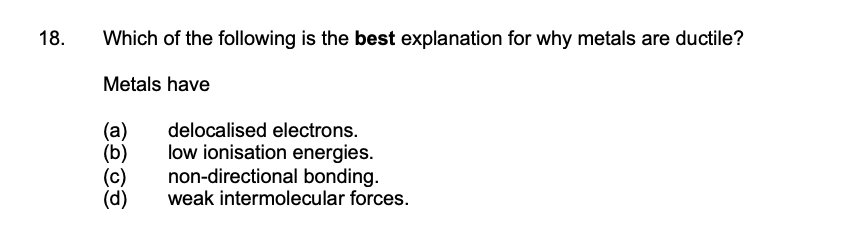 18. Which of the following is the best explanation for why metals are ductile?
Metals have
(a) delocalised electrons.
(b) low ionisation energies.
(c) non-directional bonding.
(d) weak intermolecular forces.